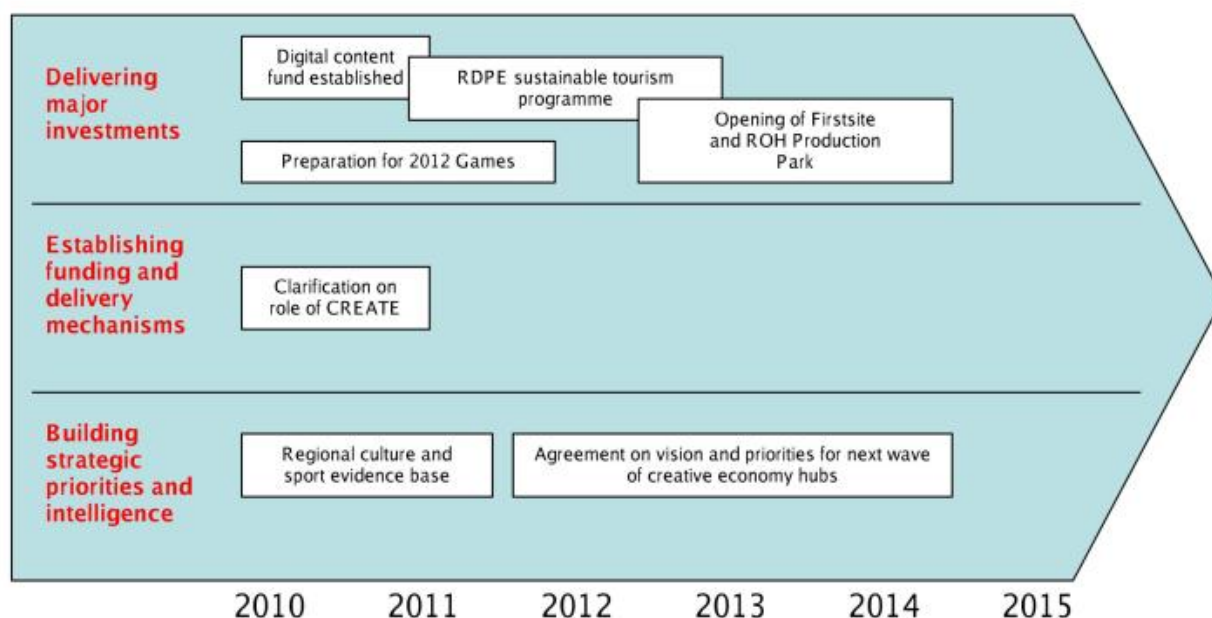 Delivering
major
investments
Digital content
fund established
RDPE sustainable tourism
programme
Opening of Firstsite
and ROH Production
Park
Preparation for 2012 Games
Establishing
funding and
delivery
mechanisms
Clarification on
role of CREATE
Building
strategic
priorities and
intelligence
Regional culture and
sport evidence base
Agreement on vision and priorities for next wave
of creative economy hubs
2010 2011 2012 2013 2014 2015